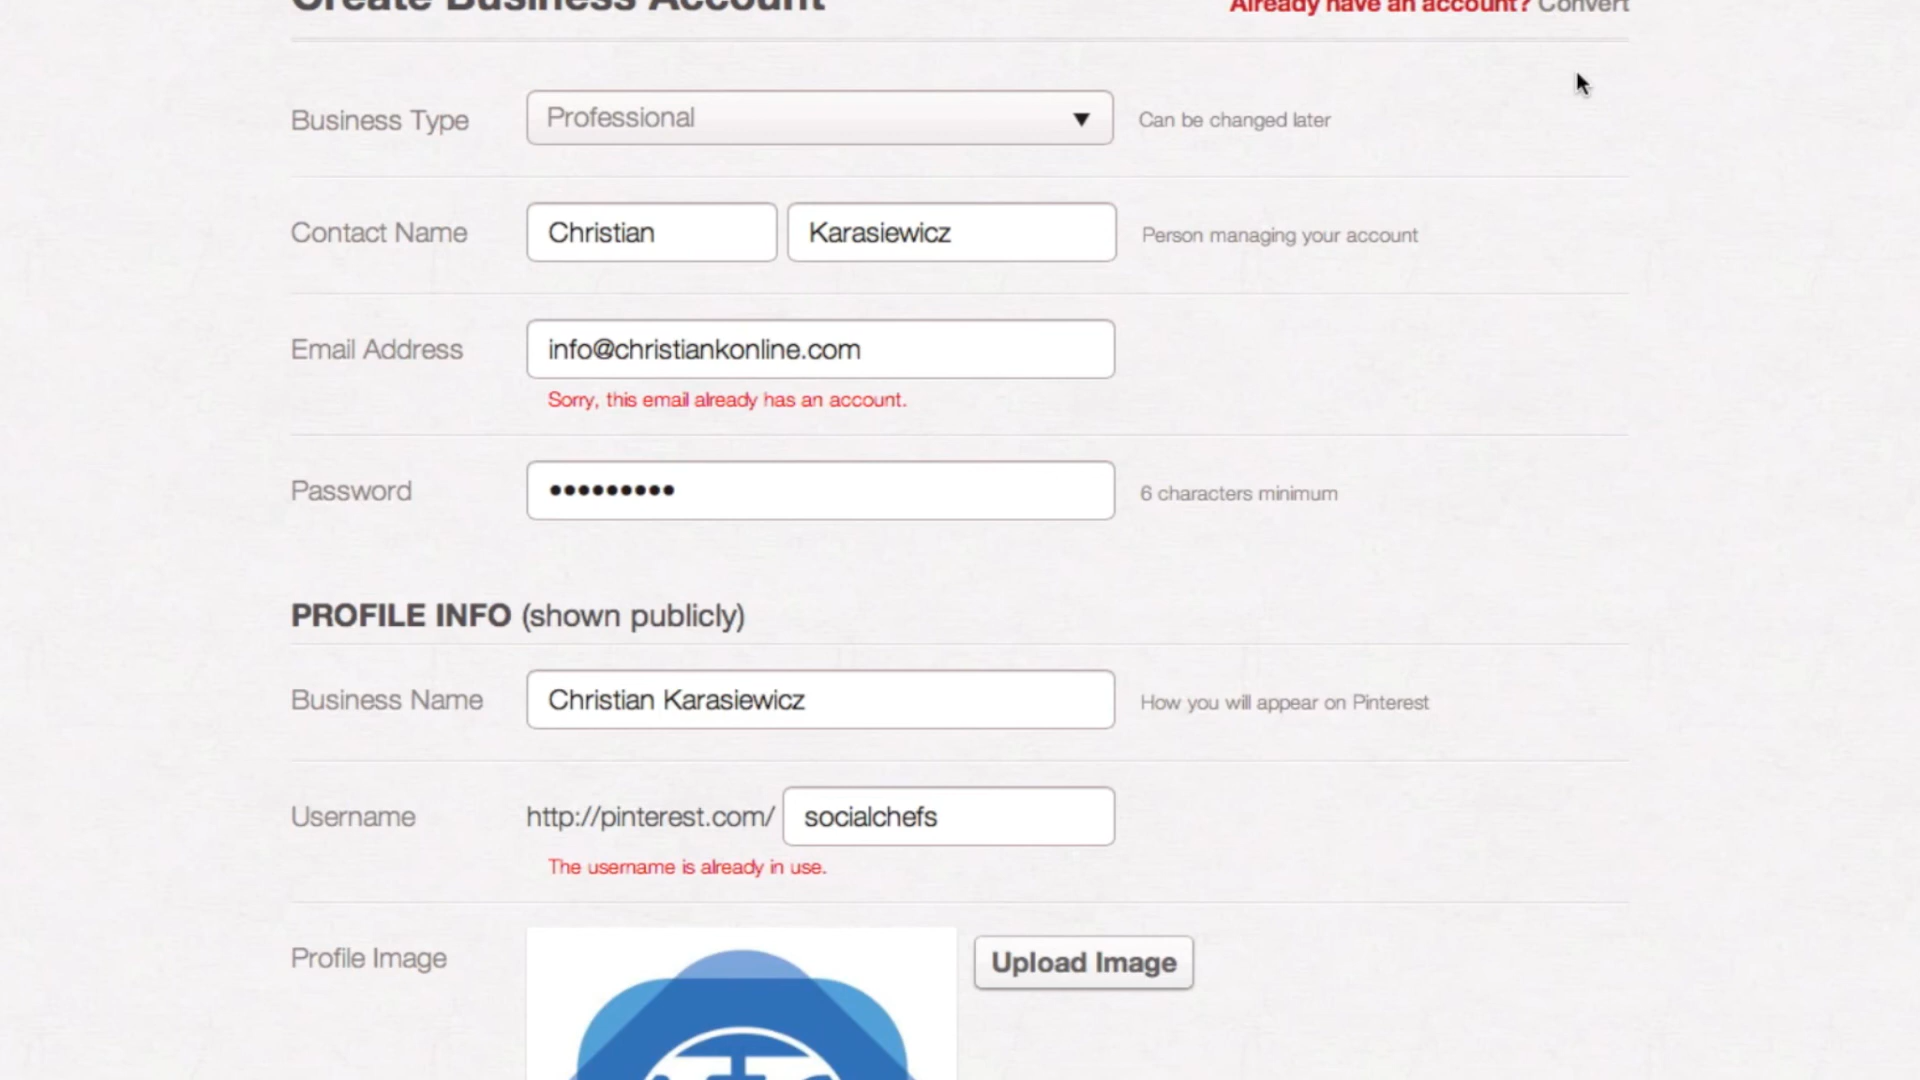 Create Business Account
Already have an account? Convert
Business Type Professional Can be changed later
Contact Name Christian Karasiewicz Person managing your account
Email Address info@christiankonline.com
Sorry, this email already has an account.
Password ••••••••• 6 characters minimum
PROFILE INFO (shown publicly)
Business Name Christian Karasiewicz How you will appear on Pinterest
Username http://pinterest.com/ socialchefs
The username is already in use.
Profile Image Upload Image